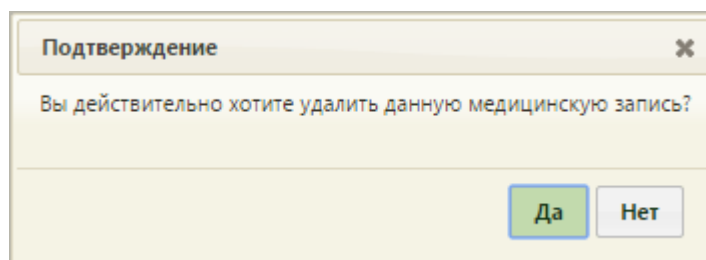 Подтверждение
Вы действительно хотите удалить данную медицинскую запись?
Да Нет